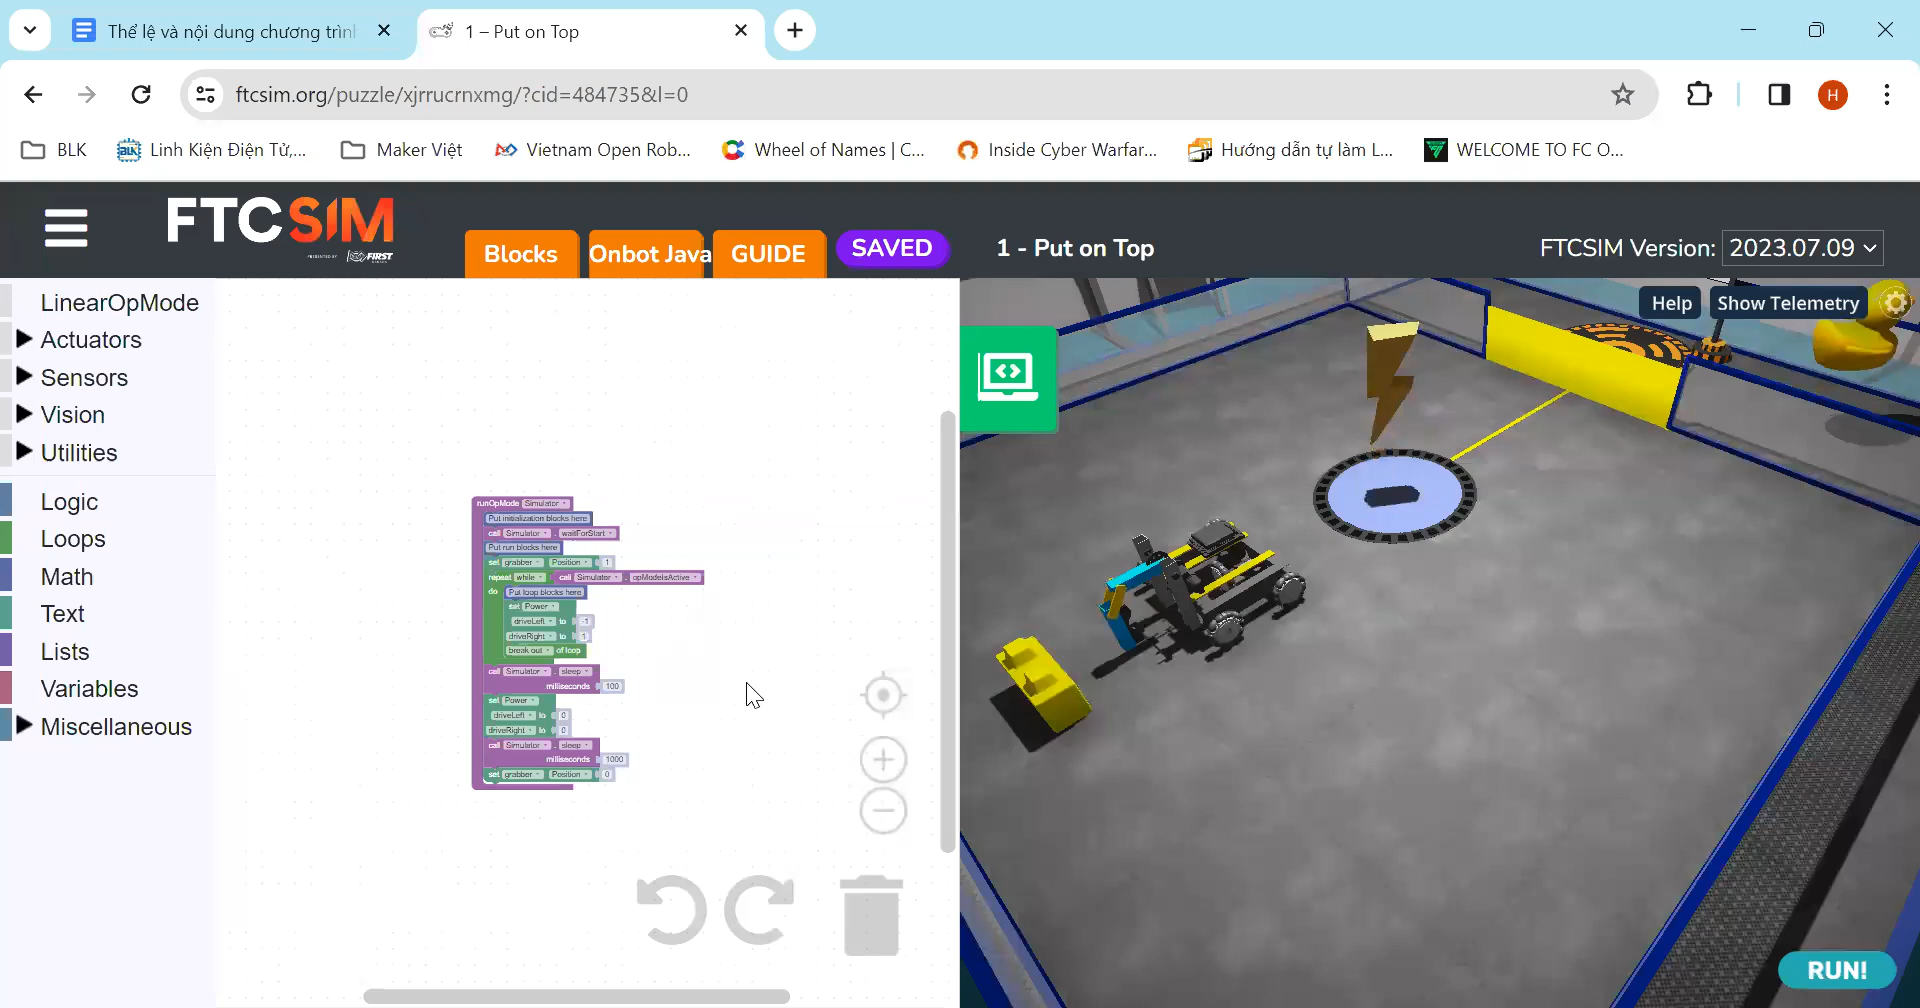 Thể lệ và nội dung chương trìn
1 – Put on Top
ftcsim.org/puzzle/xjrrucrnxmg/?cid=484735&l=0
H
BLK
Linh Kiện Điện Tử,...
Maker Việt
Vietnam Open Rob...
Wheel of Names | C...
Inside Cyber Warfar...
Hướng dẫn tự làm L...
WELCOME TO FC O...
FTCSIM
PRESENTED BY FIRST
Blocks
Onbot Java
GUIDE
SAVED
1 - Put on Top
FTCSIM Version: 2023.07.09
LinearOpMode
Actuators
Sensors
Vision
Utilities
Logic
Loops
Math
Text
Lists
Variables
Miscellaneous
runOpMode Simulator
Put initialization blocks here
call Simulator . waitForStart
Put run blocks here
set grabber . Position 1
repeat while call Simulator . opModeIsActive
do Put loop blocks here
set Power
driveLeft to -1
driveRight to 1
break out of loop
call Simulator . sleep
milliseconds 100
set Power
driveLeft to 0
driveRight to 0
call Simulator . sleep
milliseconds 1000
set grabber . Position 0
Help
Show Telemetry
RUN!